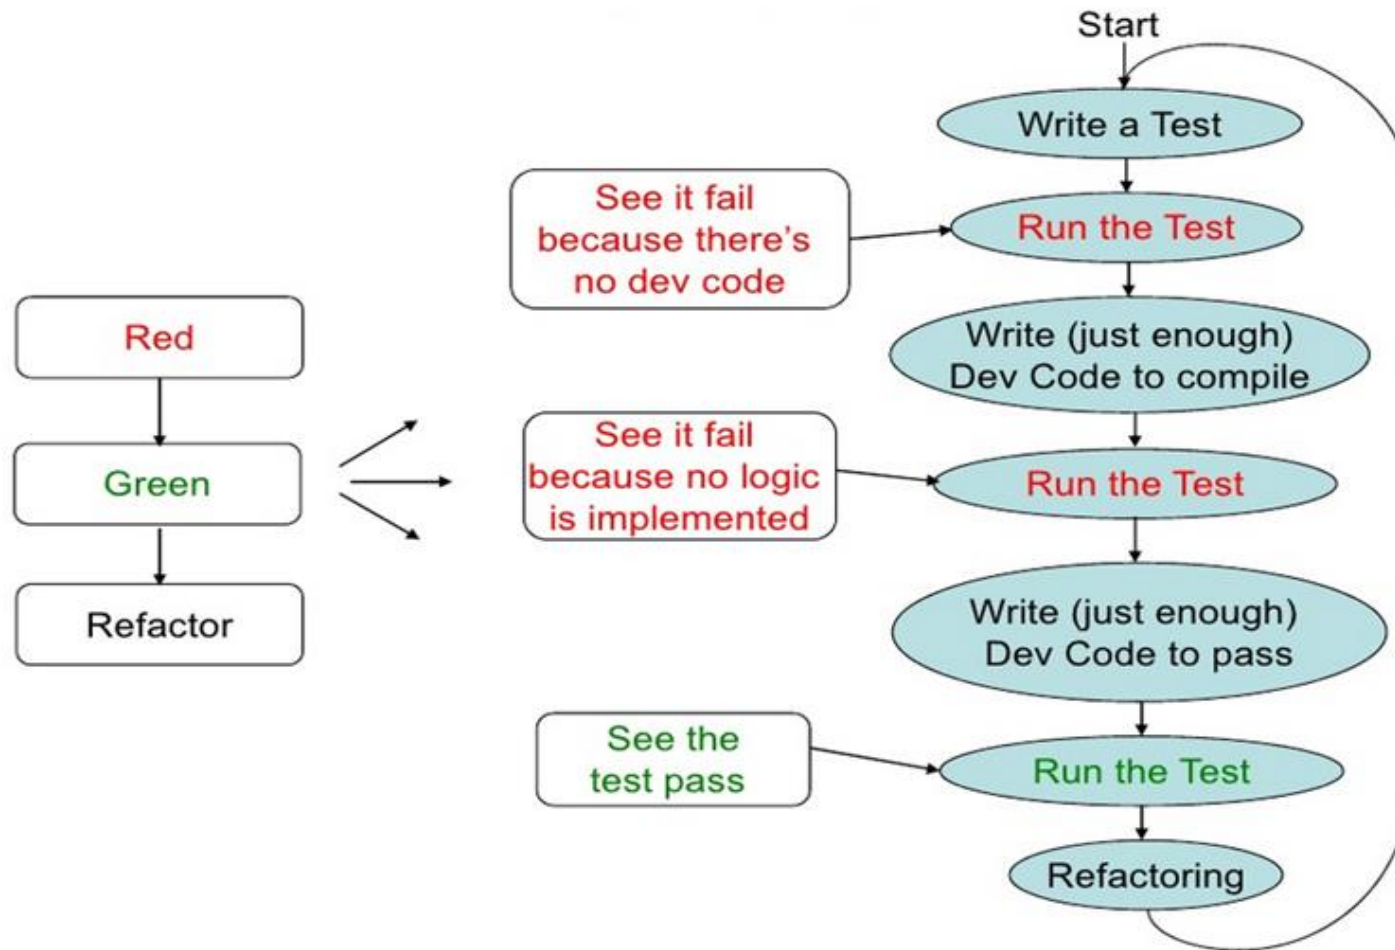 Start
Write a Test
See it fail
because there's
no dev code
Run the Test
Red
Write (just enough)
Dev Code to compile
Green
See it fail
because no logic
is implemented
Run the Test
Refactor
Write (just enough)
Dev Code to pass
See the
test pass
Run the Test
Refactoring